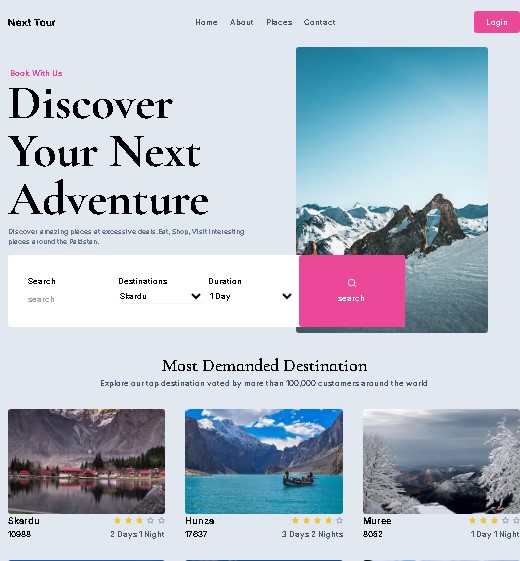 Next Tour
Home About Places Contact
Login
Book With Us
Discover
Your Next
Adventure
Discover amazing places at excessive deals.Eat, Shop, Visit interesting
places around the Pakistan.
Search
search
Destinations
Skardu
Duration
1 Day
search
Most Demanded Destination
Explore our top destination voted by more than 100,000 customers around the world
Skardu
10988 2 Days 1 Night
Hunza
17637 3 Days 2 Nights
Muree
8062 1 Day 1 Night